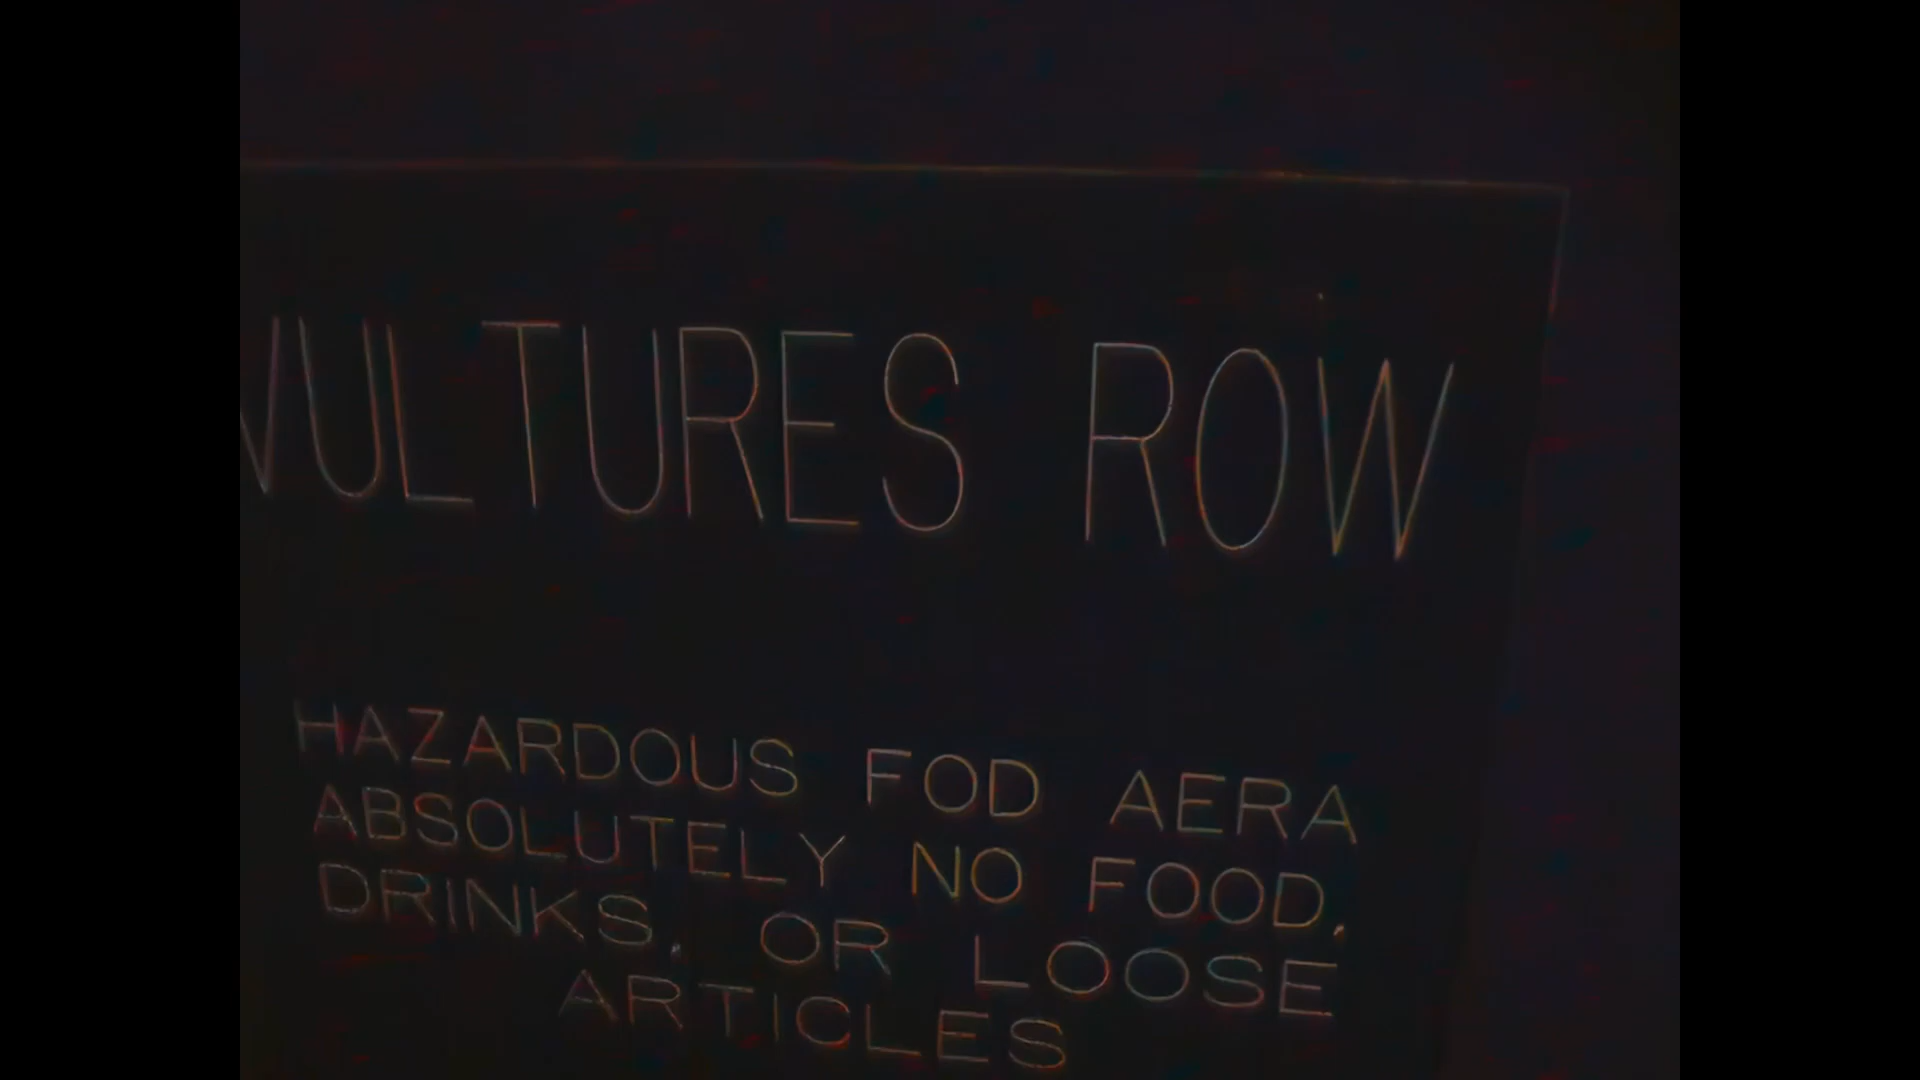 VULTURES ROW
HAZARDOUS FOD AERA
ABSOLUTELY NO FOOD,
DRINKS, OR LOOSE
ARTICLES